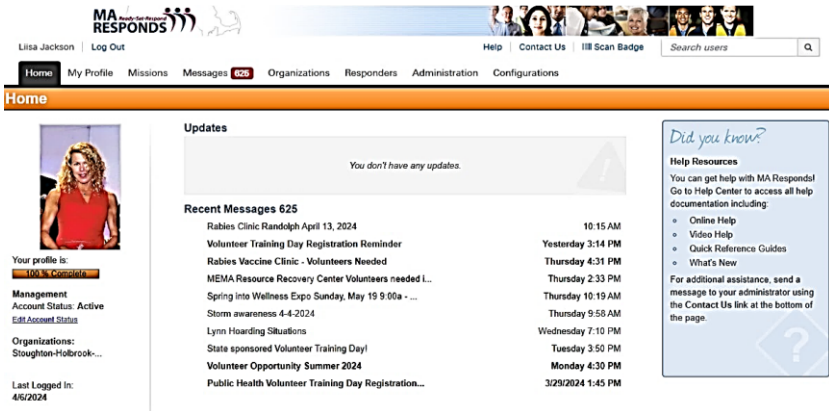 MA Ready-Set-Respond
RESPONDS
Liisa Jackson | Log Out
Help | Contact Us | Scan Badge
Search users
Home My Profile Missions Messages 625 Organizations Responders Administration Configurations
Home
Your profile is:
100 % Complete
Management
Account Status: Active
Edit Account Status
Organizations:
Stoughton-Holbrook-...
Last Logged In:
4/6/2024
Updates
You don't have any updates.
Recent Messages 625
Rabies Clinic Randolph April 13, 2024 10:15 AM
Volunteer Training Day Registration Reminder Yesterday 3:14 PM
Rabies Vaccine Clinic - Volunteers Needed Thursday 4:31 PM
MEMA Resource Recovery Center Volunteers needed i... Thursday 2:33 PM
Spring into Wellness Expo Sunday, May 19 9:00a - ... Thursday 10:19 AM
Storm awareness 4-4-2024 Thursday 9:58 AM
Lynn Hoarding Situations Wednesday 7:10 PM
State sponsored Volunteer Training Day! Tuesday 3:50 PM
Volunteer Opportunity Summer 2024 Monday 4:30 PM
Public Health Volunteer Training Day Registration... 3/29/2024 1:45 PM
Did you know?
Help Resources
You can get help with MA Responds!
Go to Help Center to access all help
documentation including:
Online Help
Video Help
Quick Reference Guides
What's New
For additional assistance, send a
message to your administrator using
the Contact Us link at the bottom of
the page.